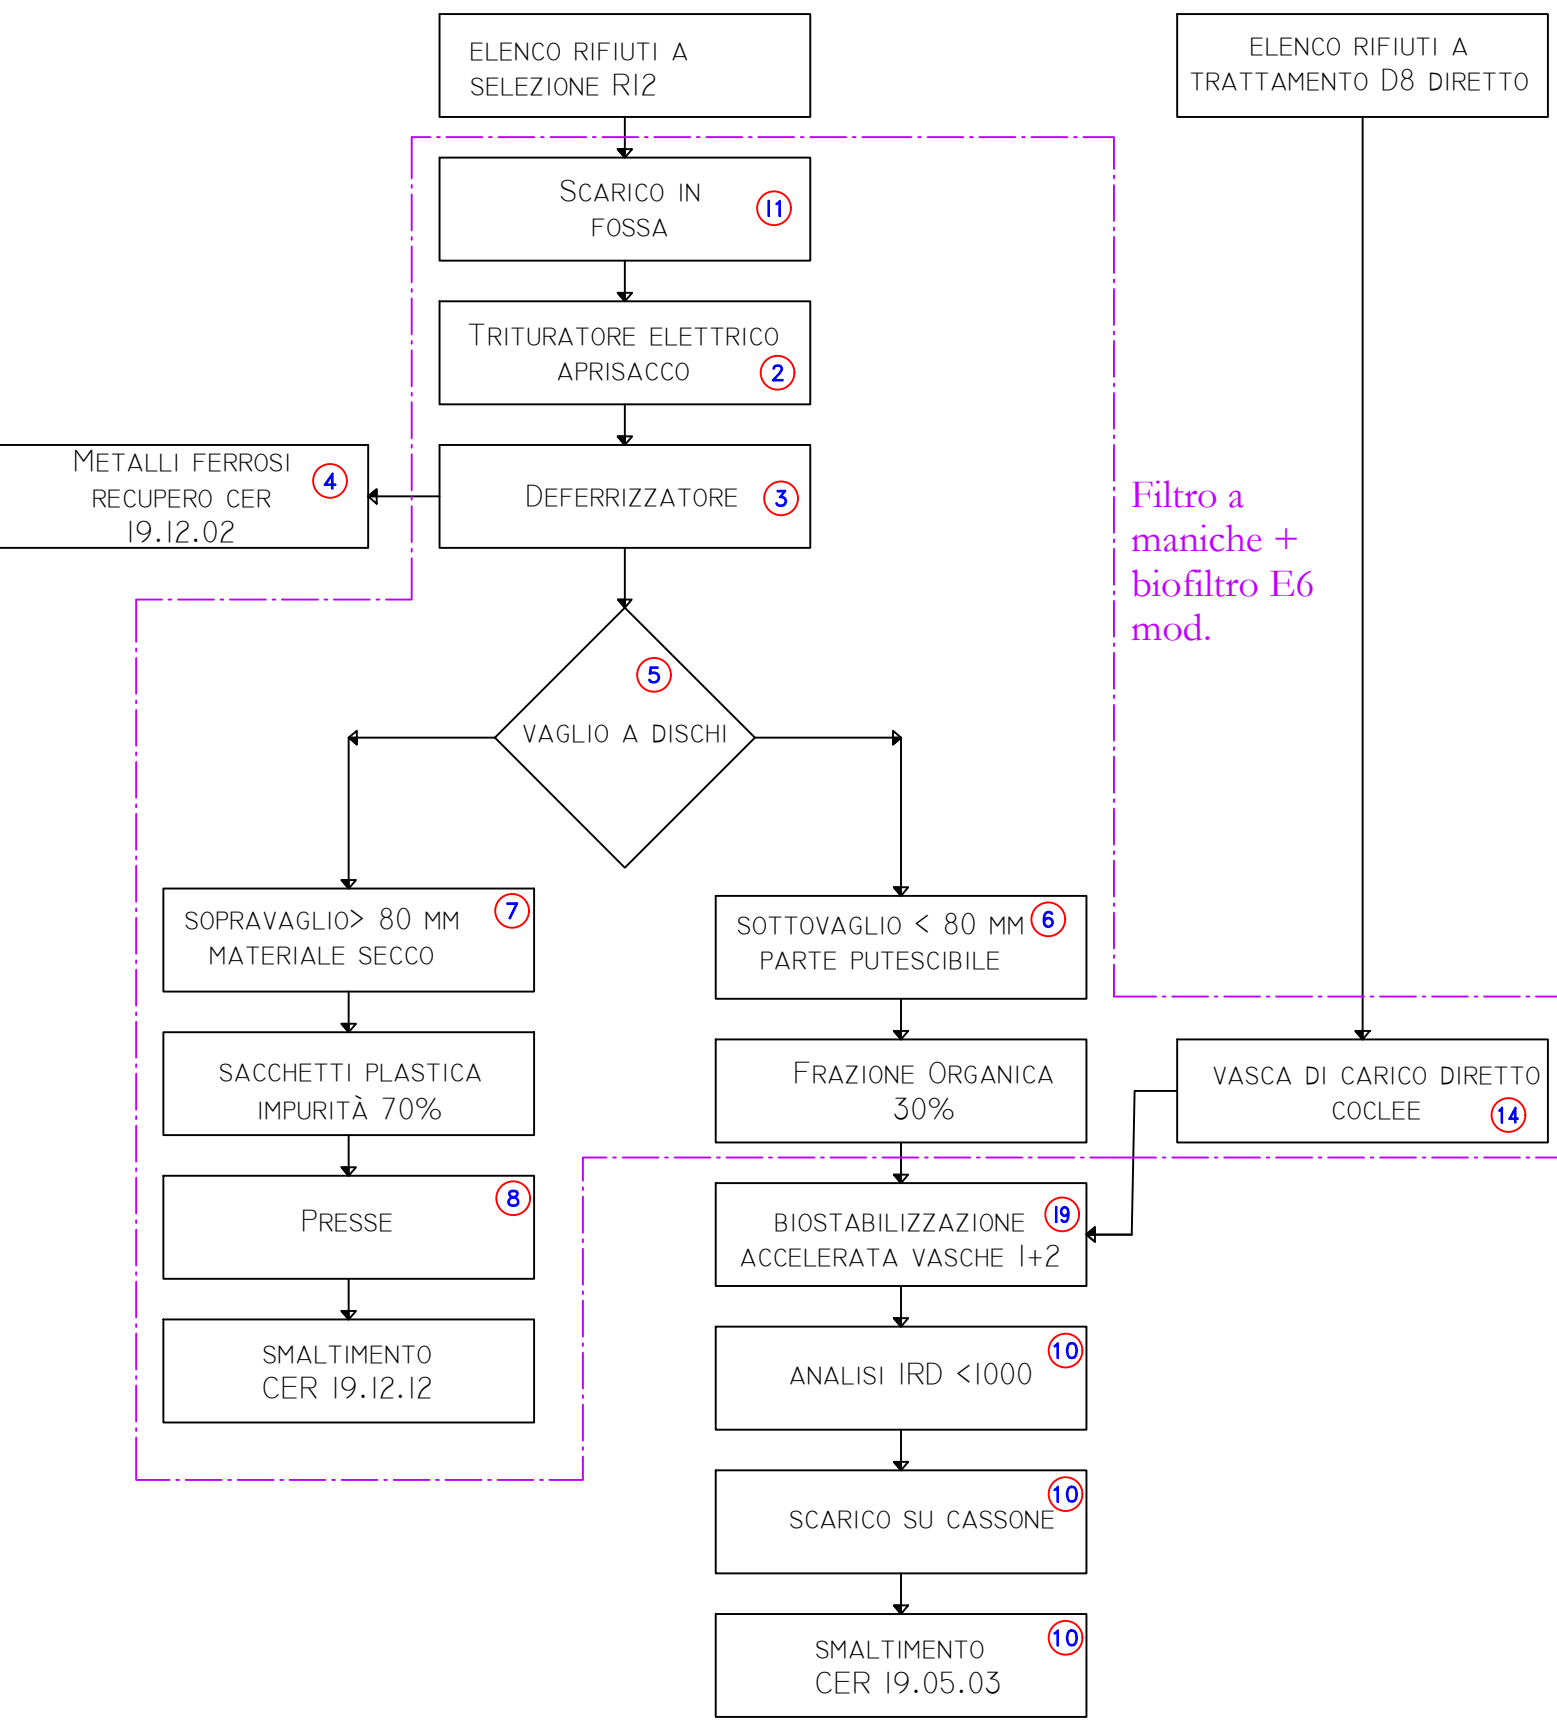 ELENCO RIFIUTI A
SELEZIONE R12
ELENCO RIFIUTI A
TRATTAMENTO D8 DIRETTO
SCARICO IN
FOSSA
11
TRITURATORE ELETTRICO
APRISACCO
2
METALLI FERROSI
RECUPERO CER
19.12.02
4
DEFERRIZZATORE
3
Filtro a
maniche +
biofiltro E6
mod.
5
VAGLIO A DISCHI
SOPRAVAGLIO> 80 MM
MATERIALE SECCO
7
SOTTOVAGLIO < 80 MM
PARTE PUTESCIBILE
6
SACCHETTI PLASTICA
IMPURITÀ 70%
FRAZIONE ORGANICA
30%
VASCA DI CARICO DIRETTO
COCLEE
14
PRESSE
8
BIOSTABILIZZAZIONE
ACCELERATA VASCHE 1+2
19
SMALTIMENTO
CER 19.12.12
ANALISI IRD <1000
10
SCARICO SU CASSONE
10
SMALTIMENTO
CER 19.05.03
10